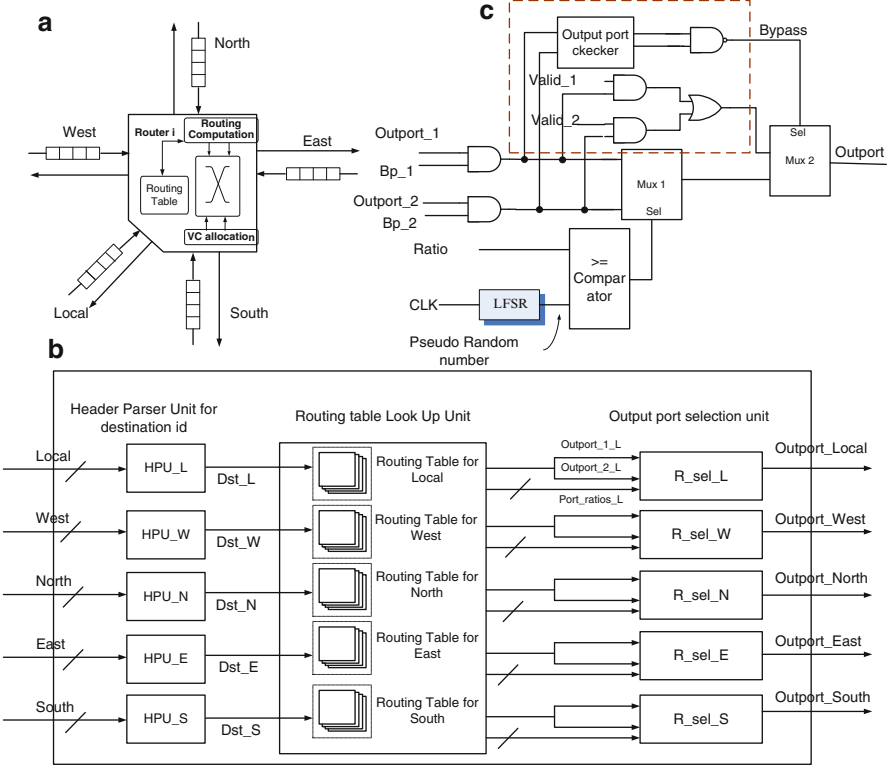 a
North
West
Router i
Routing
Computation
East
Routing
Table
VC allocation
Local
South
c
Output port
ckecker
Bypass
Valid_1
Valid_2
Outport_1
Bp_1
Outport_2
Bp_2
Mux 1
Sel
Sel
Mux 2
Outport
Ratio
>=
Compar
ator
CLK
LFSR
Pseudo Random
number
b
Header Parser Unit for
destination id
Routing table Look Up Unit
Output port selection unit
Local
HPU_L
Dst_L
Routing Table for
Local
Outport_1_L
Outport_2_L
Port_ratios_L
R_sel_L
Outport_Local
West
HPU_W
Dst_W
Routing Table for
West
R_sel_W
Outport_West
North
HPU_N
Dst_N
Routing Table for
North
R_sel_N
Outport_North
East
HPU_E
Dst_E
Routing Table for
East
R_sel_E
Outport_East
South
HPU_S
Dst_S
Routing Table for
South
R_sel_S
Outport_South